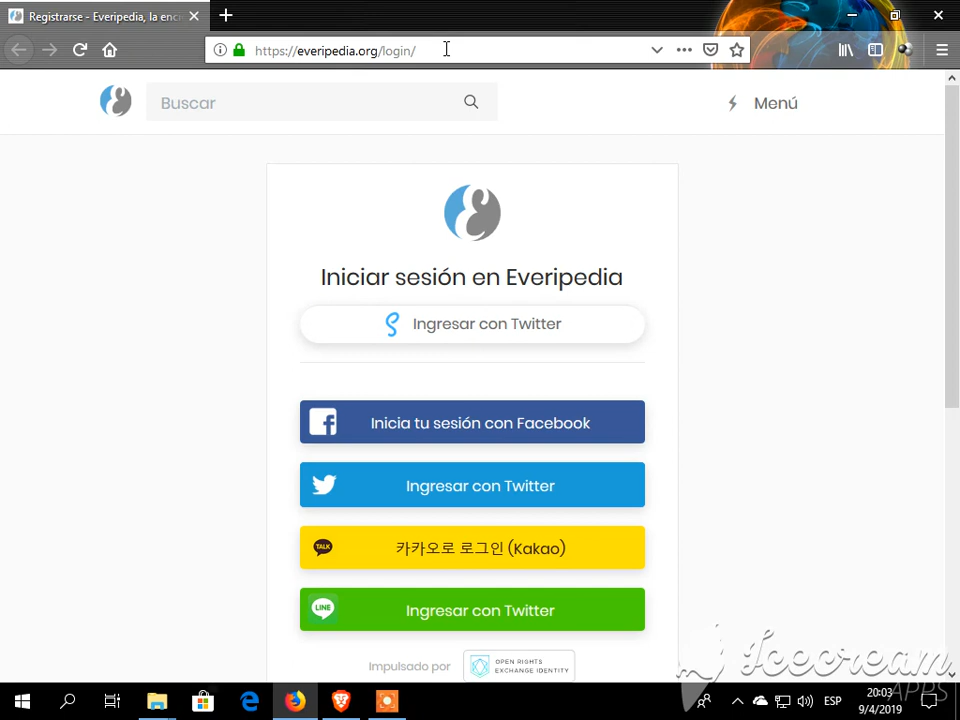 Registrarse - Everipedia, la enci
https://everipedia.org/login/
Buscar
Menú
Iniciar sesión en Everipedia
Ingresar con Twitter
Inicia tu sesión con Facebook
Ingresar con Twitter
TALK
카카오로 로그인 (Kakao)
LINE
Ingresar con Twitter
Impulsado por
OPEN RIGHTS
EXCHANGE IDENTITY
Icecream
APPS
ESP
20:03
9/4/2019